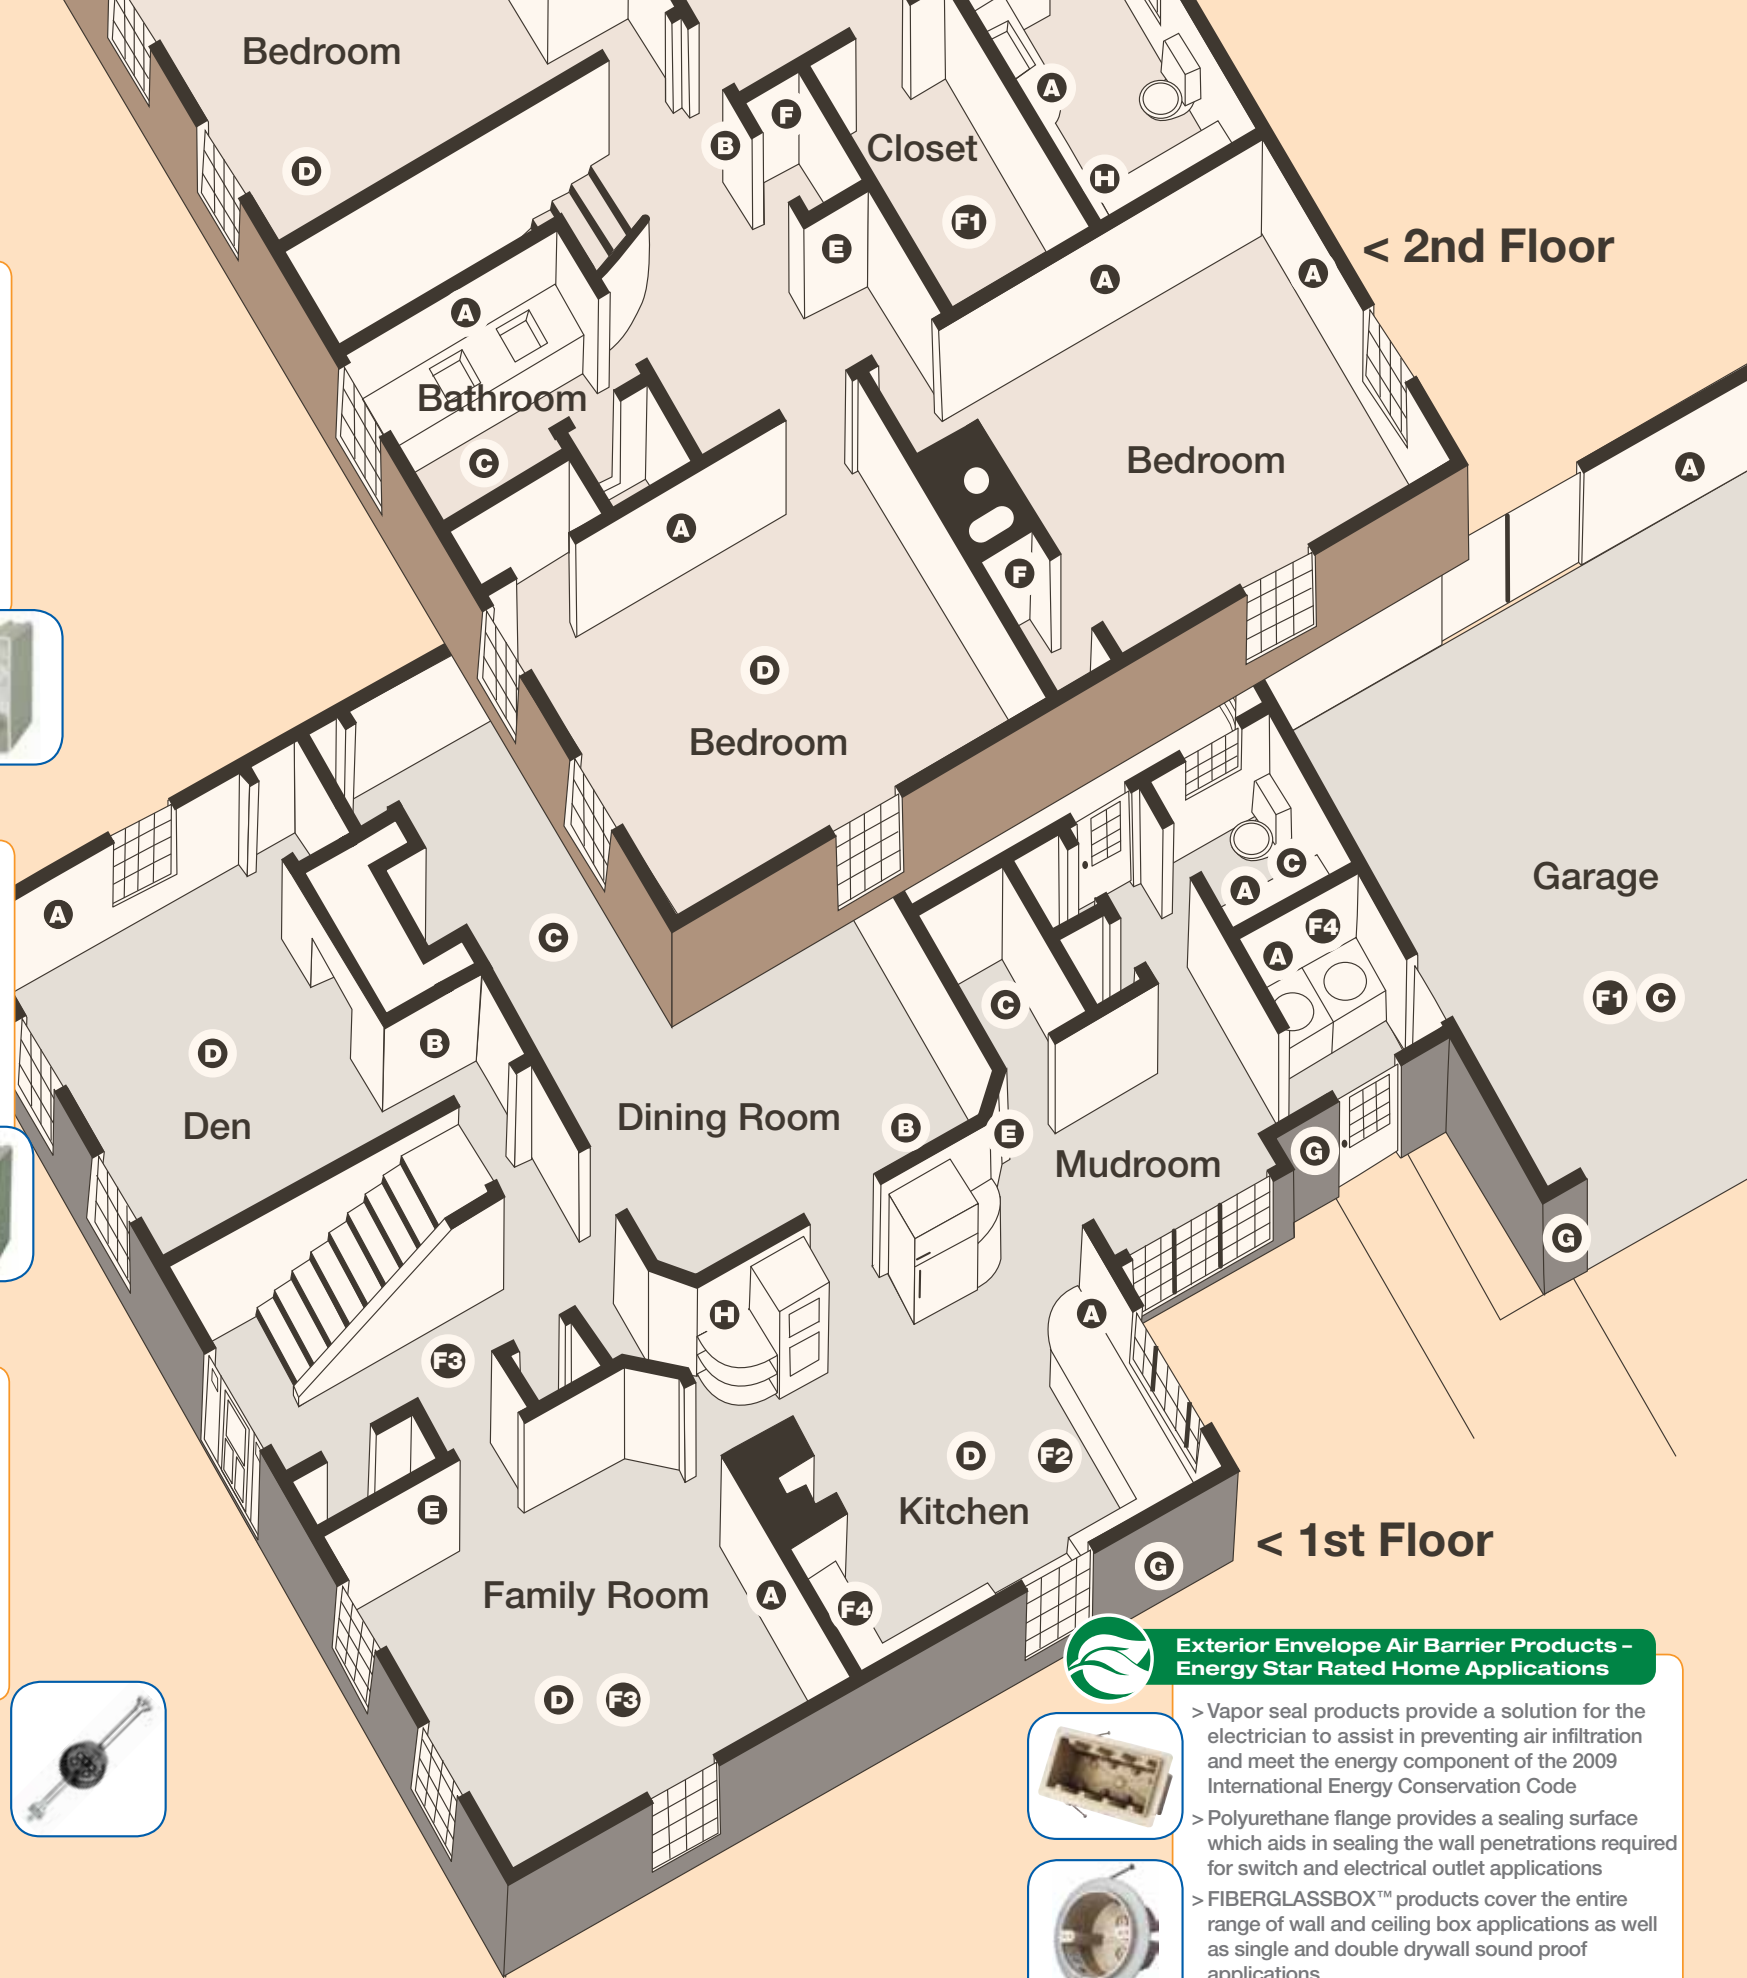 Bedroom
A
F
B
Closet
D
H
F1
E
< 2nd Floor
A
A
A
Bathroom
C
Bedroom
A
A
F
D
Bedroom
A
C
A
C
Garage
F4
A
C
F1
C
D
B
Den
Dining Room
B
E
Mudroom
G
G
H
A
F3
D
F2
E
Kitchen
< 1st Floor
G
Family Room
A
F4
D
F3
Exterior Envelope Air Barrier Products –
Energy Star Rated Home Applications
> Vapor seal products provide a solution for the
electrician to assist in preventing air infiltration
and meet the energy component of the 2009
International Energy Conservation Code
> Polyurethane flange provides a sealing surface
which aids in sealing the wall penetrations required
for switch and electrical outlet applications
> FIBERGLASSBOX™ products cover the entire
range of wall and ceiling box applications as well
as single and double drywall sound proof
applications